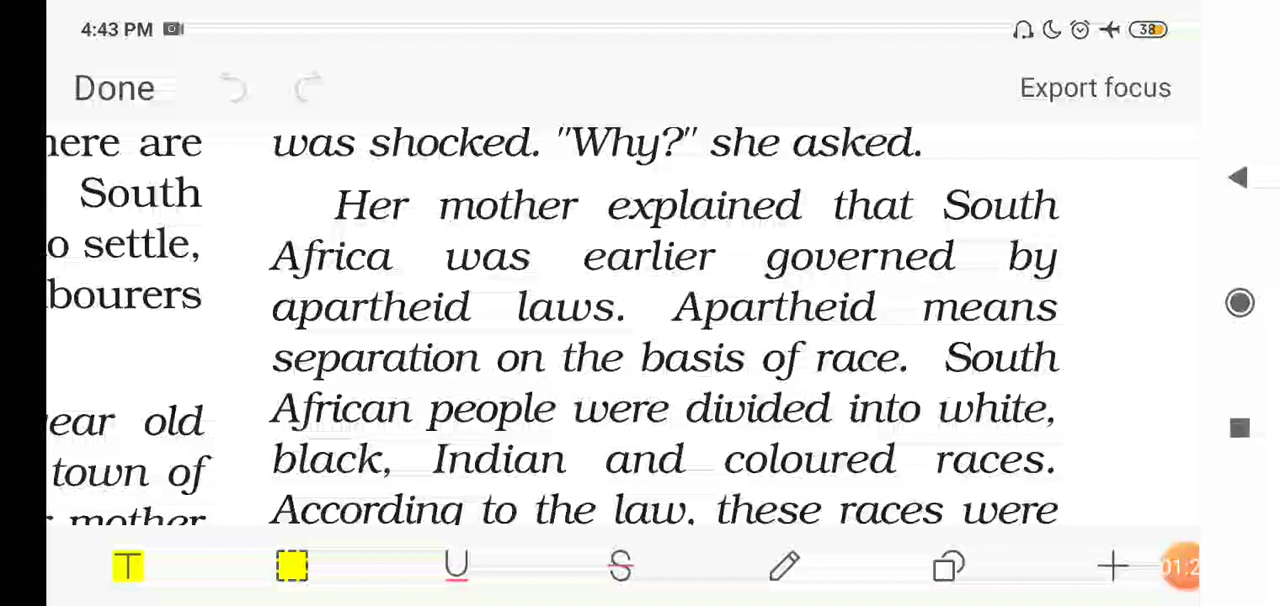 4:43 PM
38
Done
Export focus
here are
South
o settle,
bourers
ear old
town of
mother
was shocked. "Why?" she asked.
Her mother explained that South
Africa was earlier governed by
apartheid laws. Apartheid means
separation on the basis of race. South
African people were divided into white,
black, Indian and coloured races.
According to the law, these races were
T
U
S